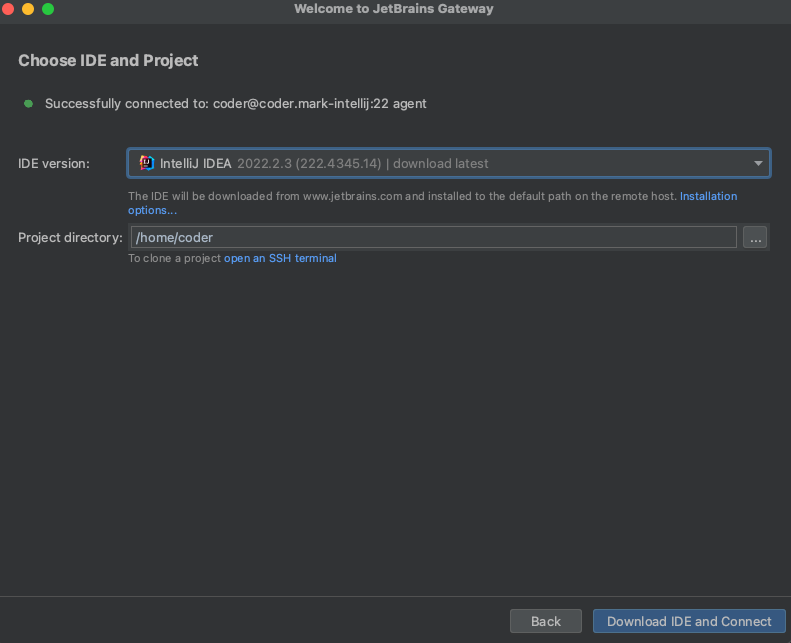 Welcome to JetBrains Gateway
Choose IDE and Project
Successfully connected to: coder@coder.mark-intellij:22 agent
IDE version: IntelliJ IDEA 2022.2.3 (222.4345.14) | download latest
The IDE will be downloaded from www.jetbrains.com and installed to the default path on the remote host. Installation
options...
Project directory: /home/coder ...
To clone a project open an SSH terminal
Back Download IDE and Connect